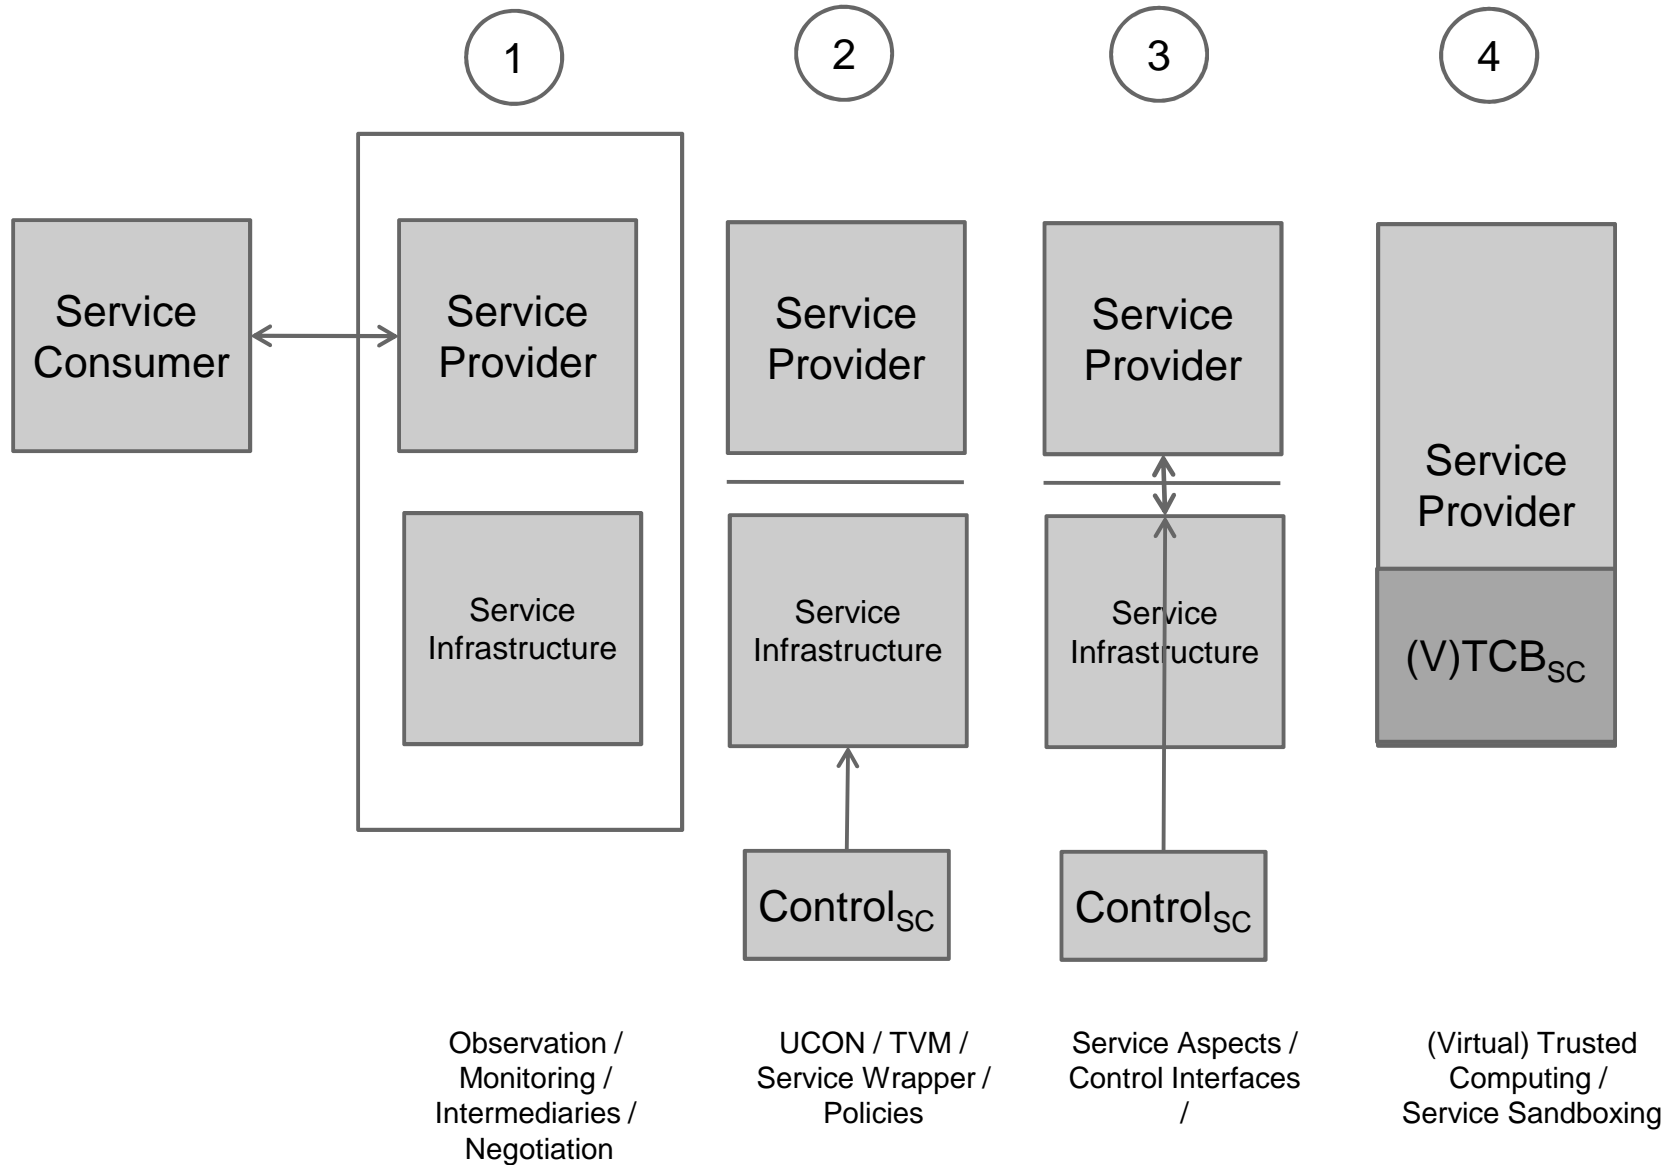 1
2
3
4
Service
Consumer
Service
Provider
Service
Provider
Service
Provider
Service
Provider
Service
Infrastructure
Service
Infrastructure
Service
Infrastructure
(V)TCBSC
ControlSC
ControlSC
Observation /
Monitoring /
Intermediaries /
Negotiation
UCON / TVM /
Service Wrapper /
Policies
Service Aspects /
Control Interfaces
/
(Virtual) Trusted
Computing /
Service Sandboxing